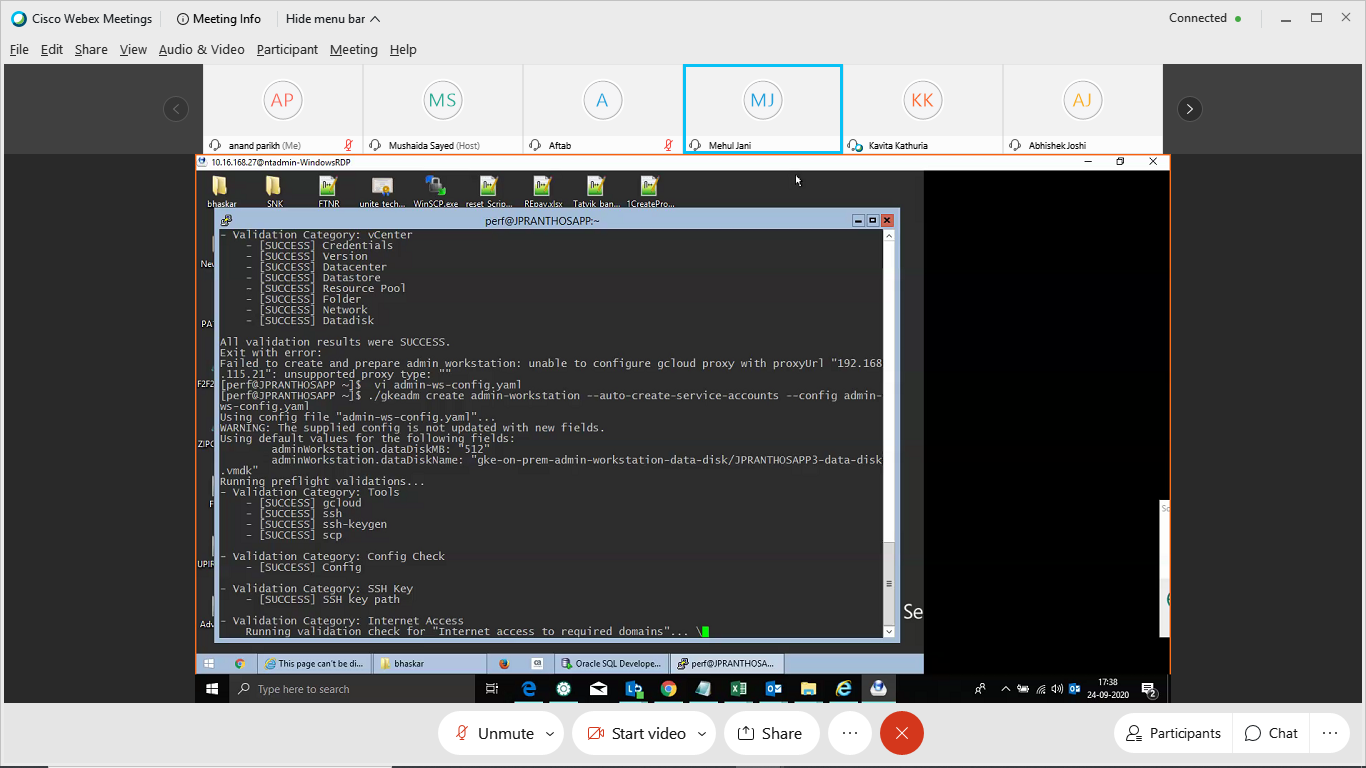 Cisco Webex Meetings
Meeting Info
Hide menu bar
Connected
File Edit Share View Audio & Video Participant Meeting Help
AP MS A MJ KK AJ
anand parikh (Me) Mushaida Sayed (Host) Aftab Mehul Jani Kavita Kathuria Abhishek Joshi
10.16.168.27@ntadmin-WindowsRDP
bhaskar SNK FTNR unite_tech... WinSCP.exe reset_Scrip... REpay.xlsx Tatvik_ban... 1CreatePro...
perf@JPRANTHOSAPP:~
- Validation Category: vCenter
- [SUCCESS] Credentials
- [SUCCESS] Version
- [SUCCESS] Datacenter
- [SUCCESS] Datastore
- [SUCCESS] Resource Pool
- [SUCCESS] Folder
- [SUCCESS] Network
- [SUCCESS] Datadisk
All validation results were SUCCESS.
Exit with error:
Failed to create and prepare admin workstation: unable to configure gcloud proxy with proxyUrl "192.168
.115.21": unsupported proxy type: ""
[perf@JPRANTHOSAPP ~]$ vi admin-ws-config.yaml
[perf@JPRANTHOSAPP ~]$ ./gkeadm create admin-workstation --auto-create-service-accounts --config admin-
ws-config.yaml
Using config file "admin-ws-config.yaml"...
WARNING: The supplied config is not updated with new fields.
Using default values for the following fields:
adminWorkstation.dataDiskMB: "512"
adminWorkstation.dataDiskName: "gke-on-prem-admin-workstation-data-disk/JPRANTHOSAPP3-data-disk
.vmdk"
Running preflight validations...
- Validation Category: Tools
- [SUCCESS] gcloud
- [SUCCESS] ssh
- [SUCCESS] ssh-keygen
- [SUCCESS] scp
- Validation Category: Config Check
- [SUCCESS] Config
- Validation Category: SSH Key
- [SUCCESS] SSH key path
- Validation Category: Internet Access
Running validation check for "Internet access to required domains"... \
Nev
PA
F2F2
ZIPC
F
UPIR
Adv
Se
This page can't be di... bhaskar Oracle SQL Develope... perf@JPRANTHOSA...
Type here to search
17:38
24-09-2020
2
Unmute Start video Share Participants Chat